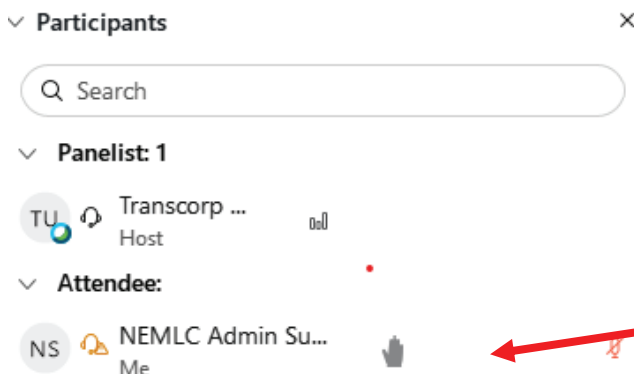 Participants
Search
Panelist: 1
TU
Transcorp ...
Host
Attendee:
NS
NEMLC Admin Su...
Me